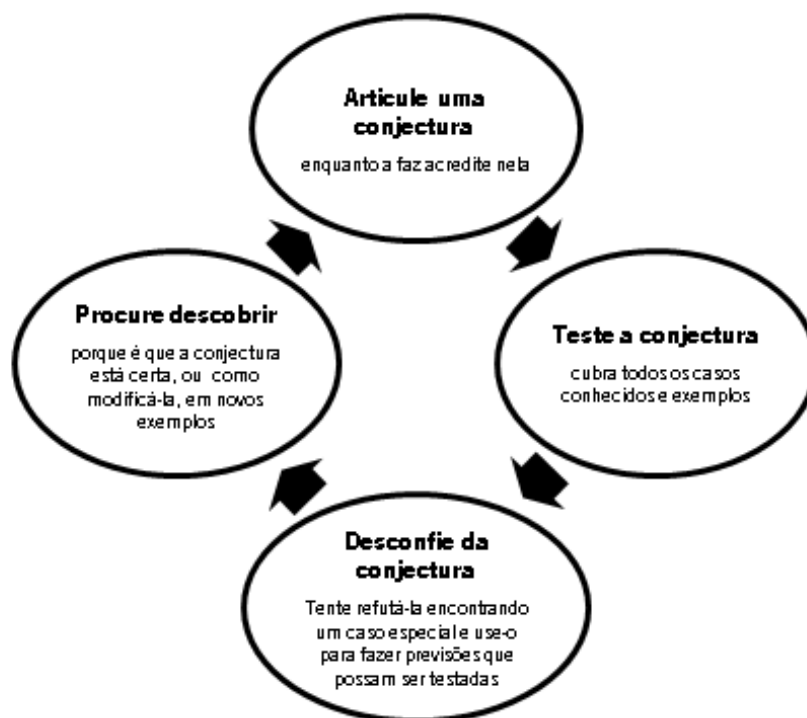 Articule uma
conjectura
enquanto a faz acredite nela
Teste a conjectura
cubra todos os casos
conhecidos e exemplos
Desconfie da
conjectura
Tente refutá-la encontrando
um caso especial e use-o
para fazer previsões que
possam ser testadas
Procure descobrir
porque é que a conjectura
está certa, ou como
modificá-la, em novos
exemplos